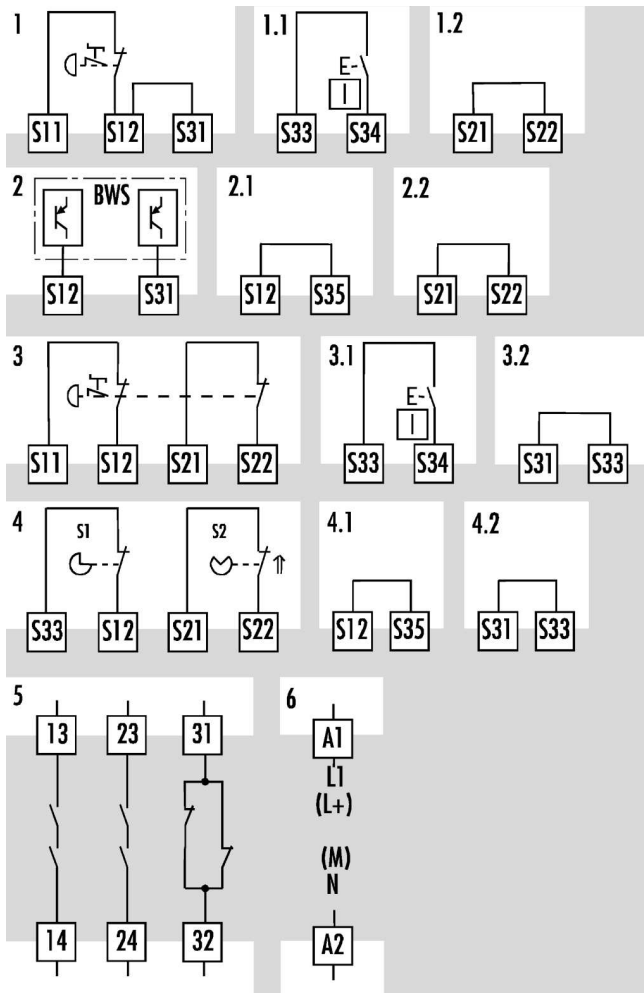 1 1.1 1.2
E-
I
S11 S12 S31 S33 S34 S21 S22
2 BWS 2.1 2.2
S12 S31 S12 S35 S21 S22
3 3.1 3.2
E-
I
S11 S12 S21 S22 S33 S34 S31 S33
4 S1 S2 4.1 4.2
S33 S12 S21 S22 S12 S35 S31 S33
5 6
13 23 31 A1
L1
(L+)
(M)
N
14 24 32 A2